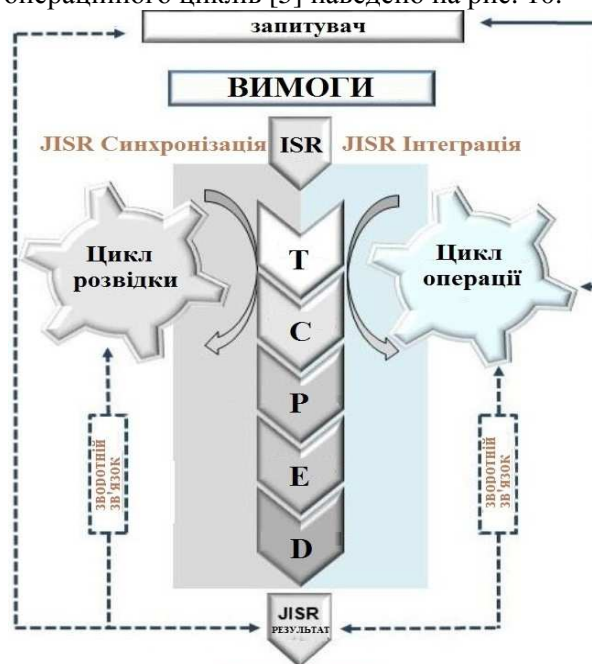 операційного циклів [5] наведено на рис. 10.
запитувач
ВИМОГИ
JISR Синхронізація
ISR
JISR Інтеграція
Цикл
розвідки
T
Цикл
операції
C
P
E
D
зворотній
зв'язок
зворотній
зв'язок
JISR
РЕЗУЛЬТАТ